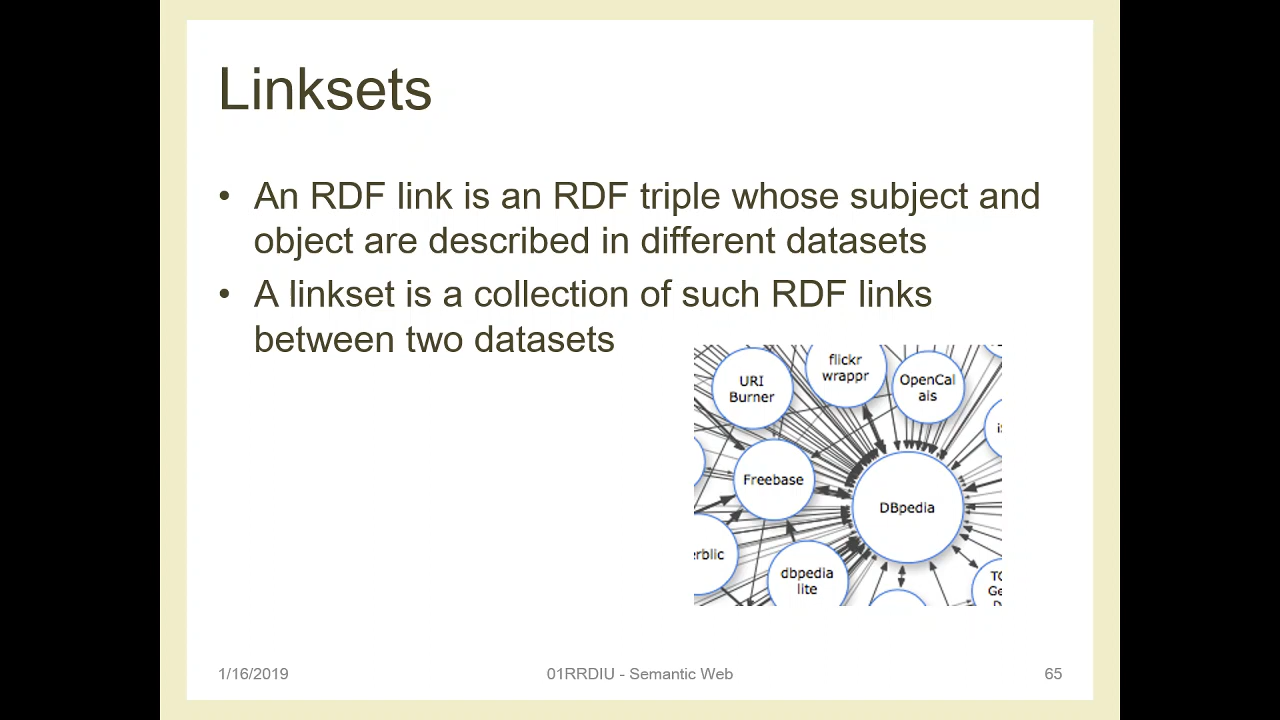 Linksets
• An RDF link is an RDF triple whose subject and
object are described in different datasets
• A linkset is a collection of such RDF links
between two datasets
URI
Burner
flickr
wrappr
OpenCal
ais
Freebase
DBpedia
erblic
dbpedia
lite
1/16/2019
01RRDIU - Semantic Web
65